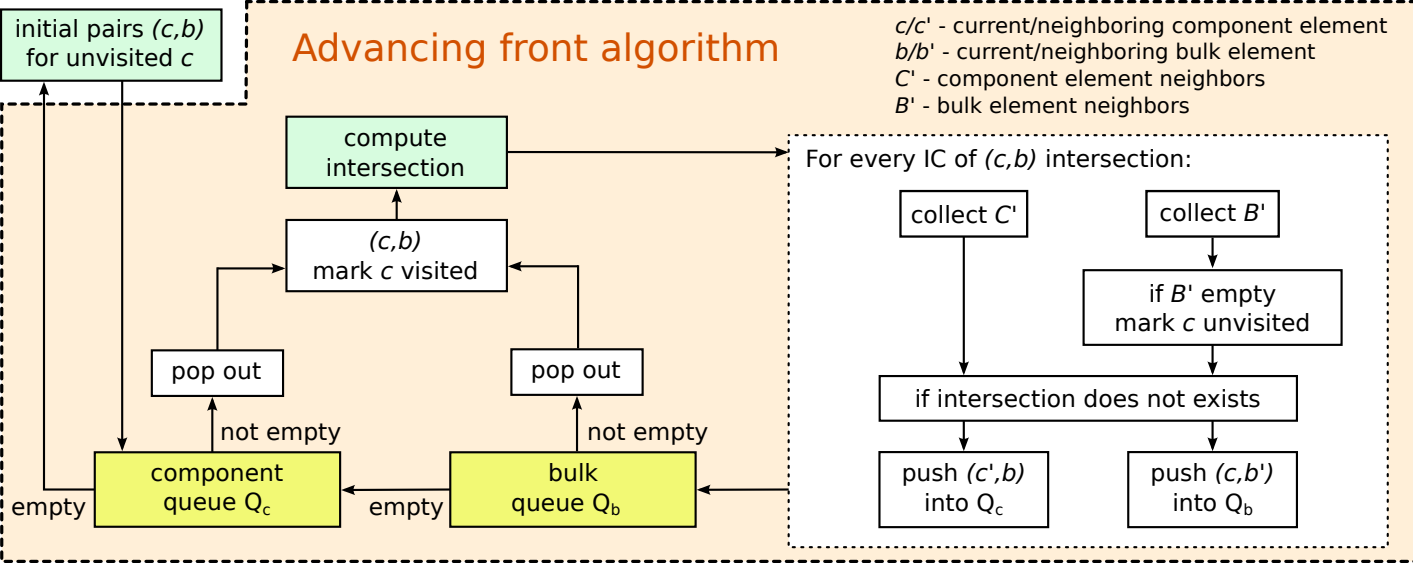 initial pairs (c,b)
for unvisited c
Advancing front algorithm
c/c' - current/neighboring component element
b/b' - current/neighboring bulk element
C' - component element neighbors
B' - bulk element neighbors
compute
intersection
(c,b)
mark c visited
pop out
pop out
not empty
not empty
component
queue Qc
bulk
queue Qb
empty
empty
For every IC of (c,b) intersection:
collect C'
collect B'
if B' empty
mark c unvisited
if intersection does not exists
push (c',b)
into Qc
push (c,b')
into Qb